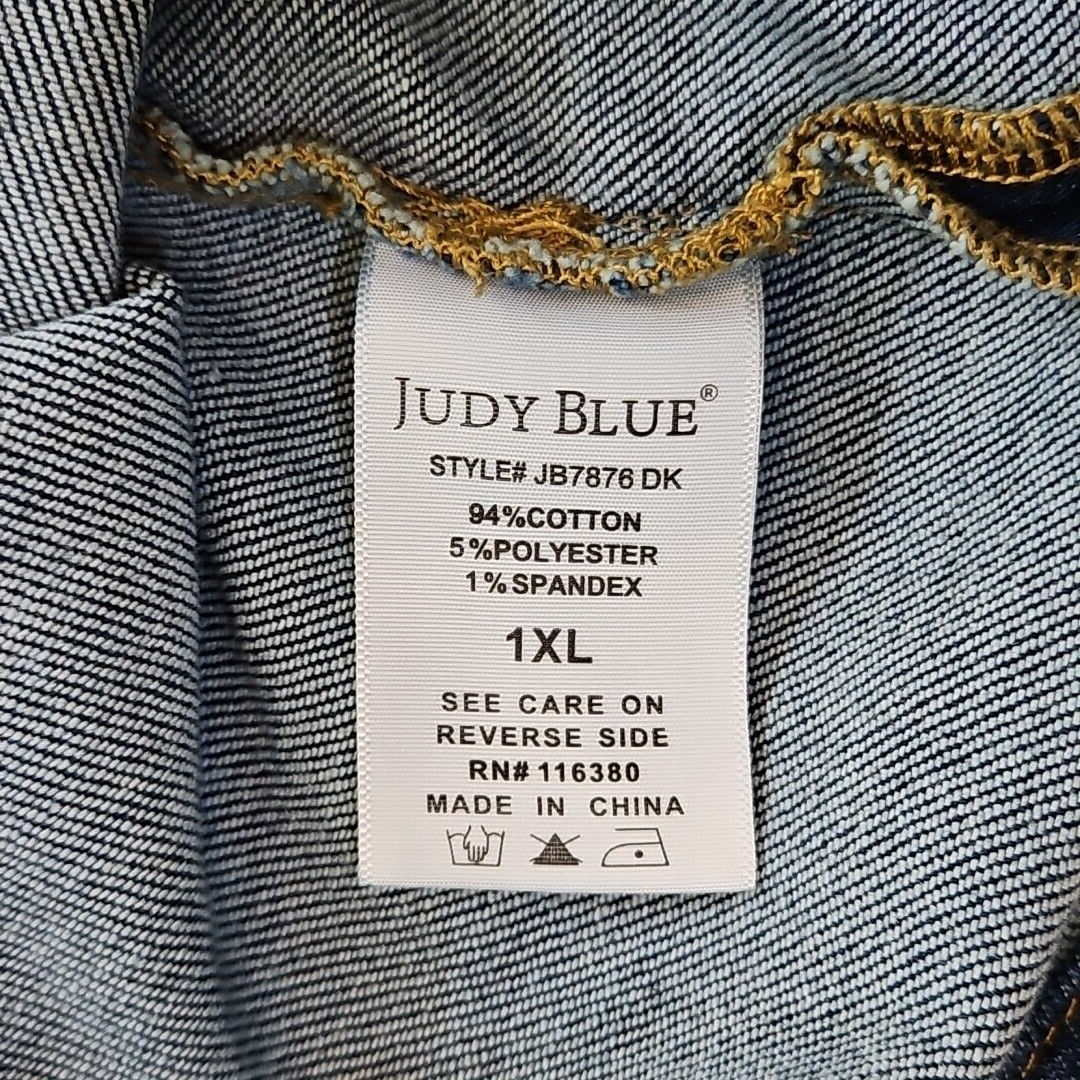 JUDY BLUE®
STYLE# JB7876 DK
94%COTTON
5%POLYESTER
1%SPANDEX
1XL
SEE CARE ON
REVERSE SIDE
RN# 116380
MADE IN CHINA